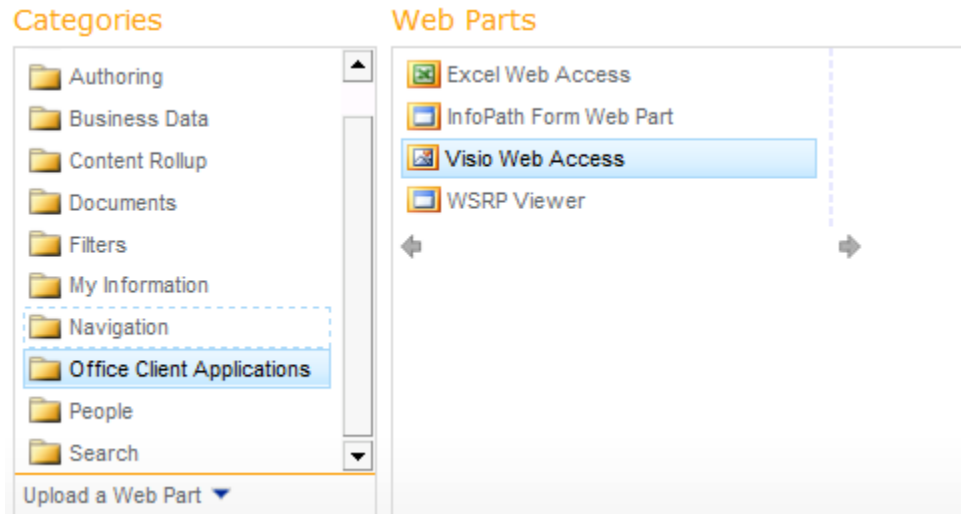 Categories
Authoring
Business Data
Content Rollup
Documents
Filters
My Information
Navigation
Office Client Applications
People
Search
Upload a Web Part
Web Parts
Excel Web Access
InfoPath Form Web Part
Visio Web Access
WSRP Viewer